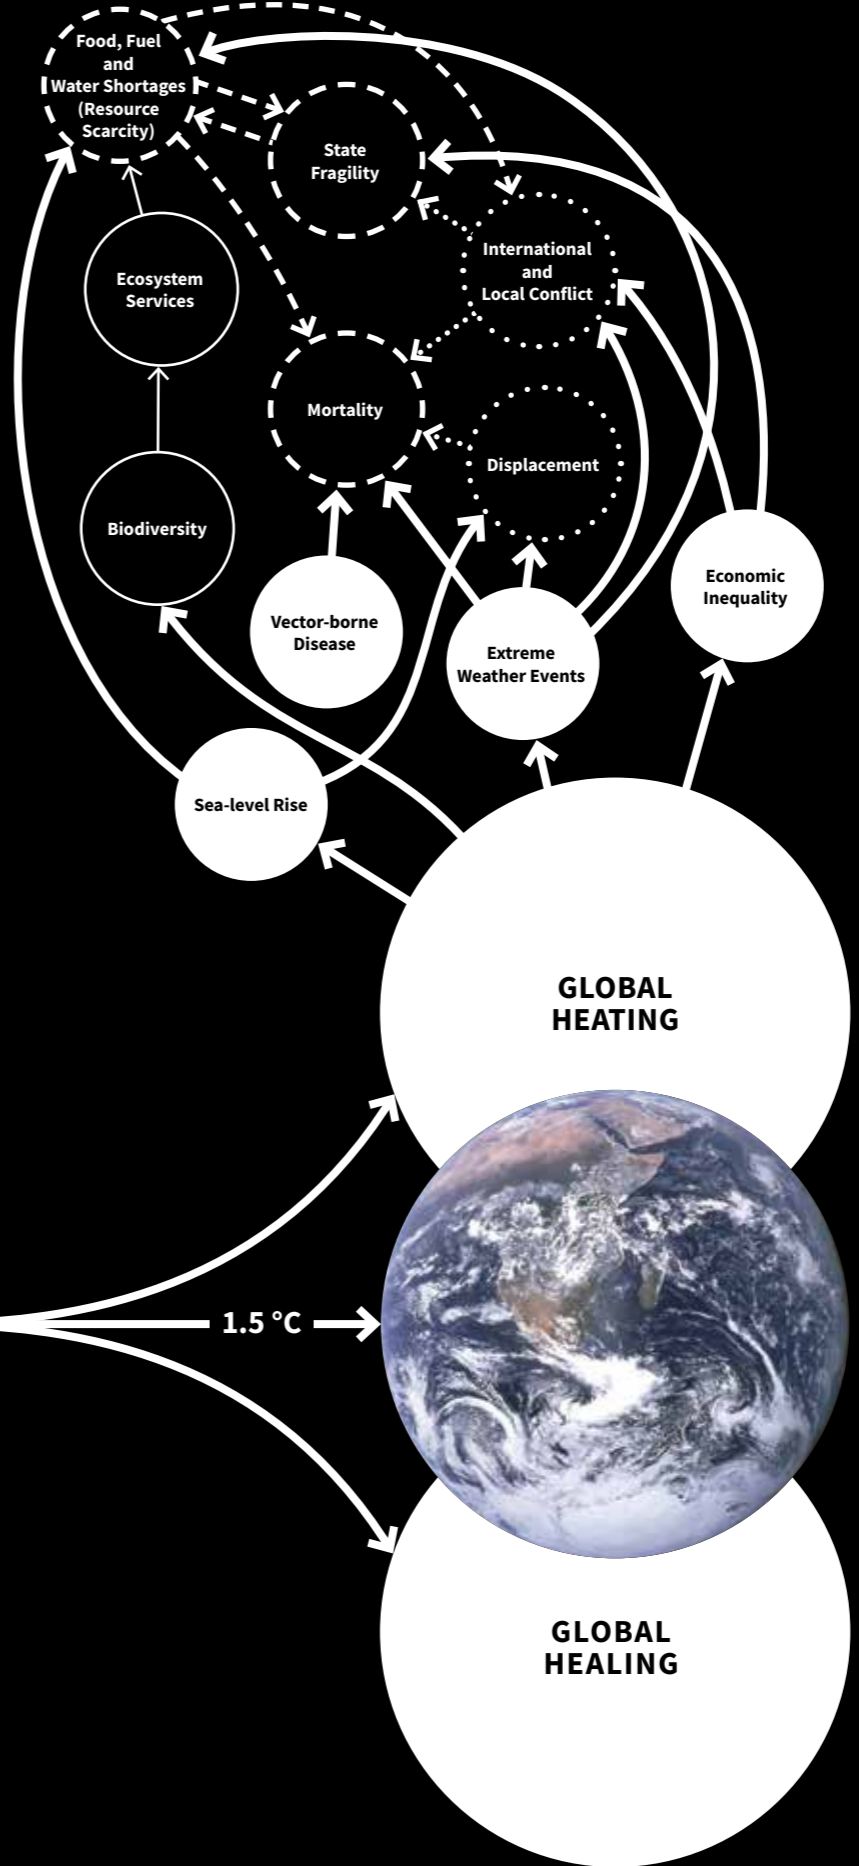 Food, Fuel
and
Water Shortages
(Resource
Scarcity)
State
Fragility
International
and
Local Conflict
Ecosystem
Services
Mortality
Displacement
Biodiversity
Economic
Inequality
Vector-borne
Disease
Extreme
Weather Events
Sea-level Rise
GLOBAL
HEATING
1.5 °C
GLOBAL
HEALING